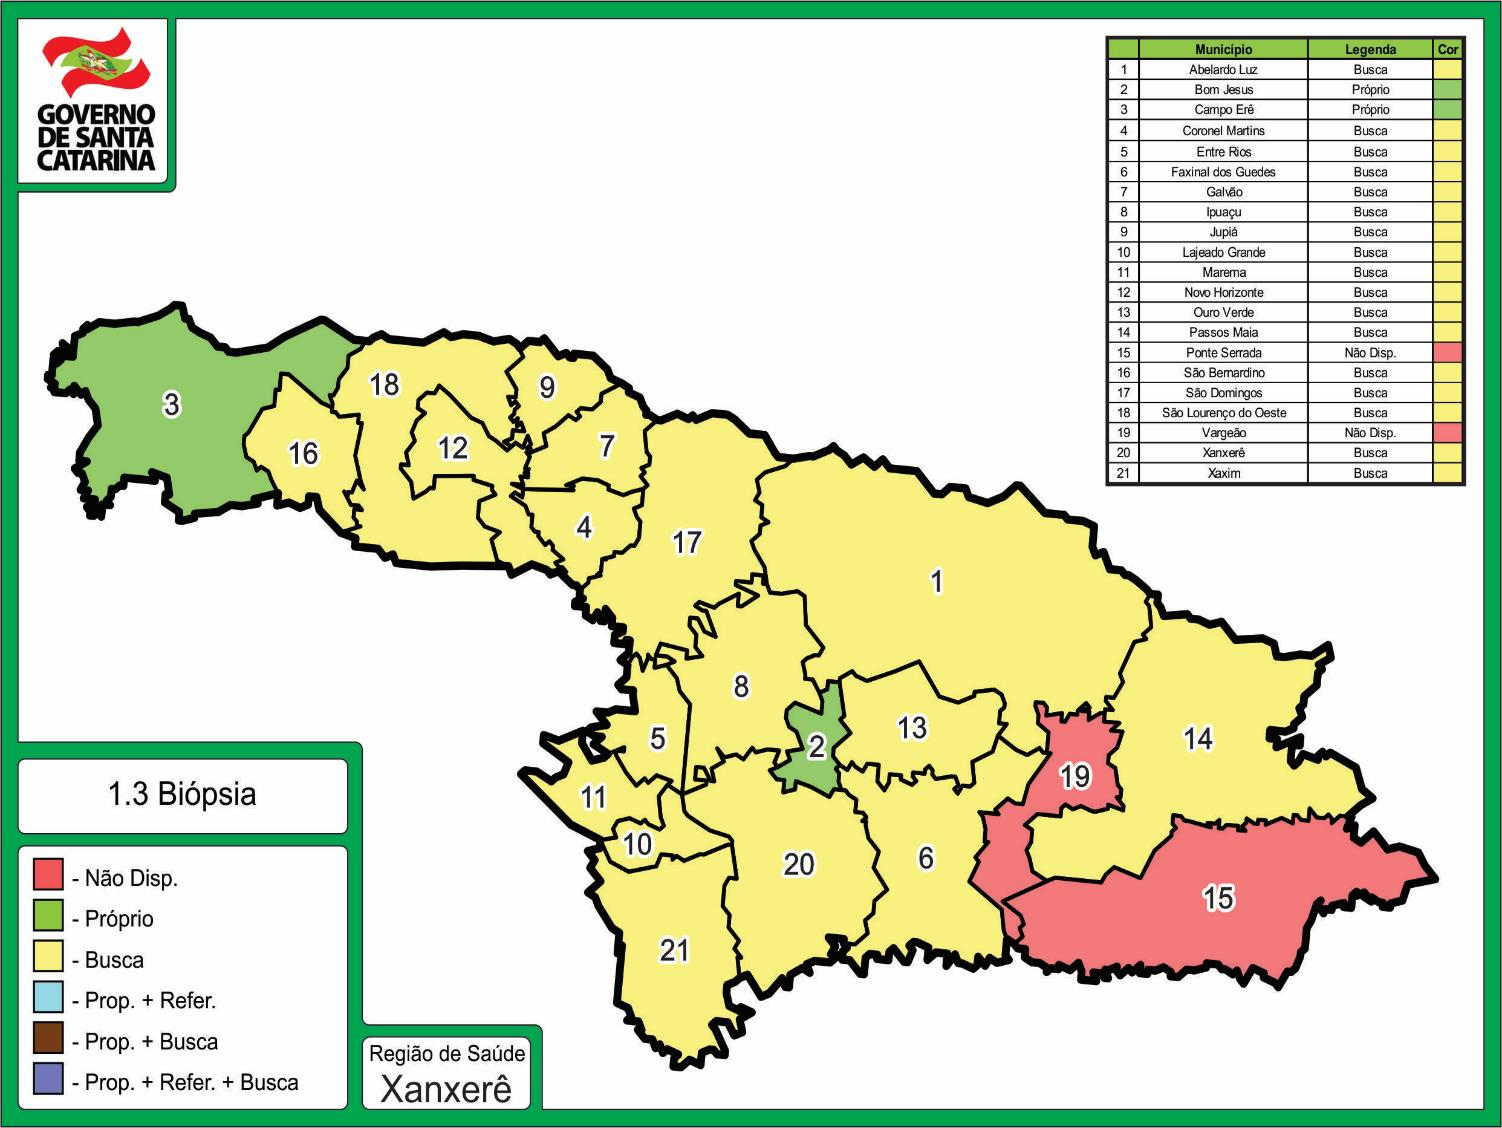 GOVERNO
DE SANTA
CATARINA
Município Legenda Cor
1 Abelardo Luz Busca
2 Bom Jesus Próprio
3 Campo Erê Próprio
4 Coronel Martins Busca
5 Entre Rios Busca
6 Faxinal dos Guedes Busca
7 Galvão Busca
8 Ipuaçu Busca
9 Jupiá Busca
10 Lajeado Grande Busca
11 Marema Busca
12 Novo Horizonte Busca
13 Ouro Verde Busca
14 Passos Maia Busca
15 Ponte Serrada Não Disp.
16 São Bernardino Busca
17 São Domingos Busca
18 São Lourenço do Oeste Busca
19 Vargeão Não Disp.
20 Xanxerê Busca
21 Xaxim Busca
3
18
9
16
12
7
4
17
1
8
5
2
13
19
14
11
10
20
6
15
21
1.3 Biópsia
- Não Disp.
- Próprio
- Busca
- Prop. + Refer.
- Prop. + Busca
- Prop. + Refer. + Busca
Região de Saúde
Xanxerê